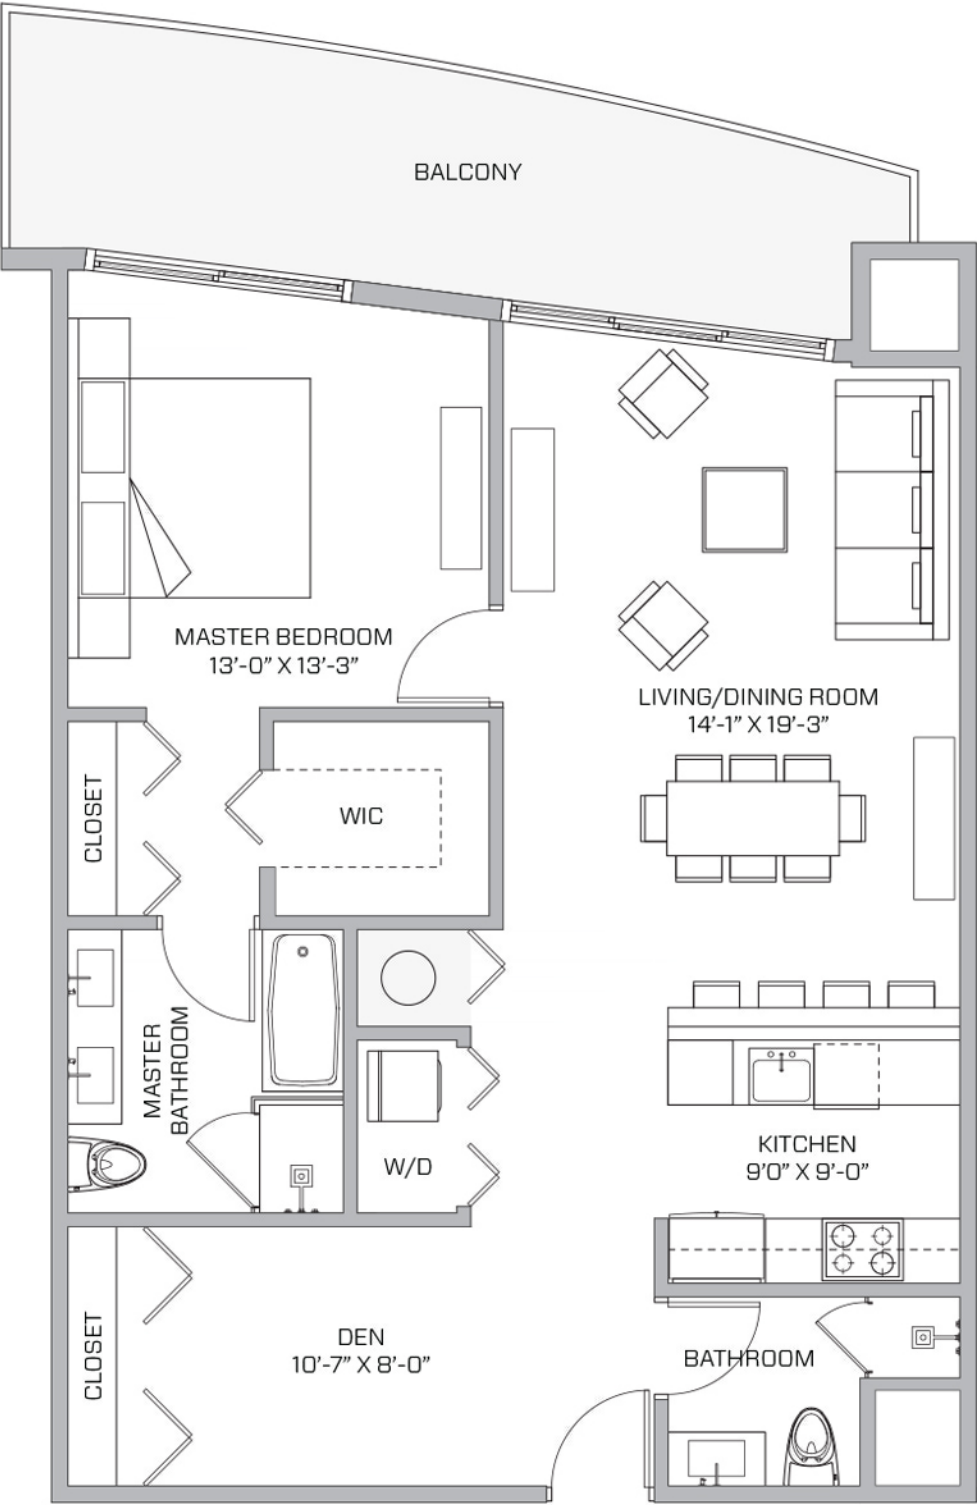 BALCONY
MASTER BEDROOM
13'-0" X 13'-3"
LIVING/DINING ROOM
14'-1" X 19'-3"
CLOSET
WIC
MASTER
BATHROOM
W/D
KITCHEN
9'0" X 9'-0"
CLOSET
DEN
10'-7" X 8'-0"
BATHROOM